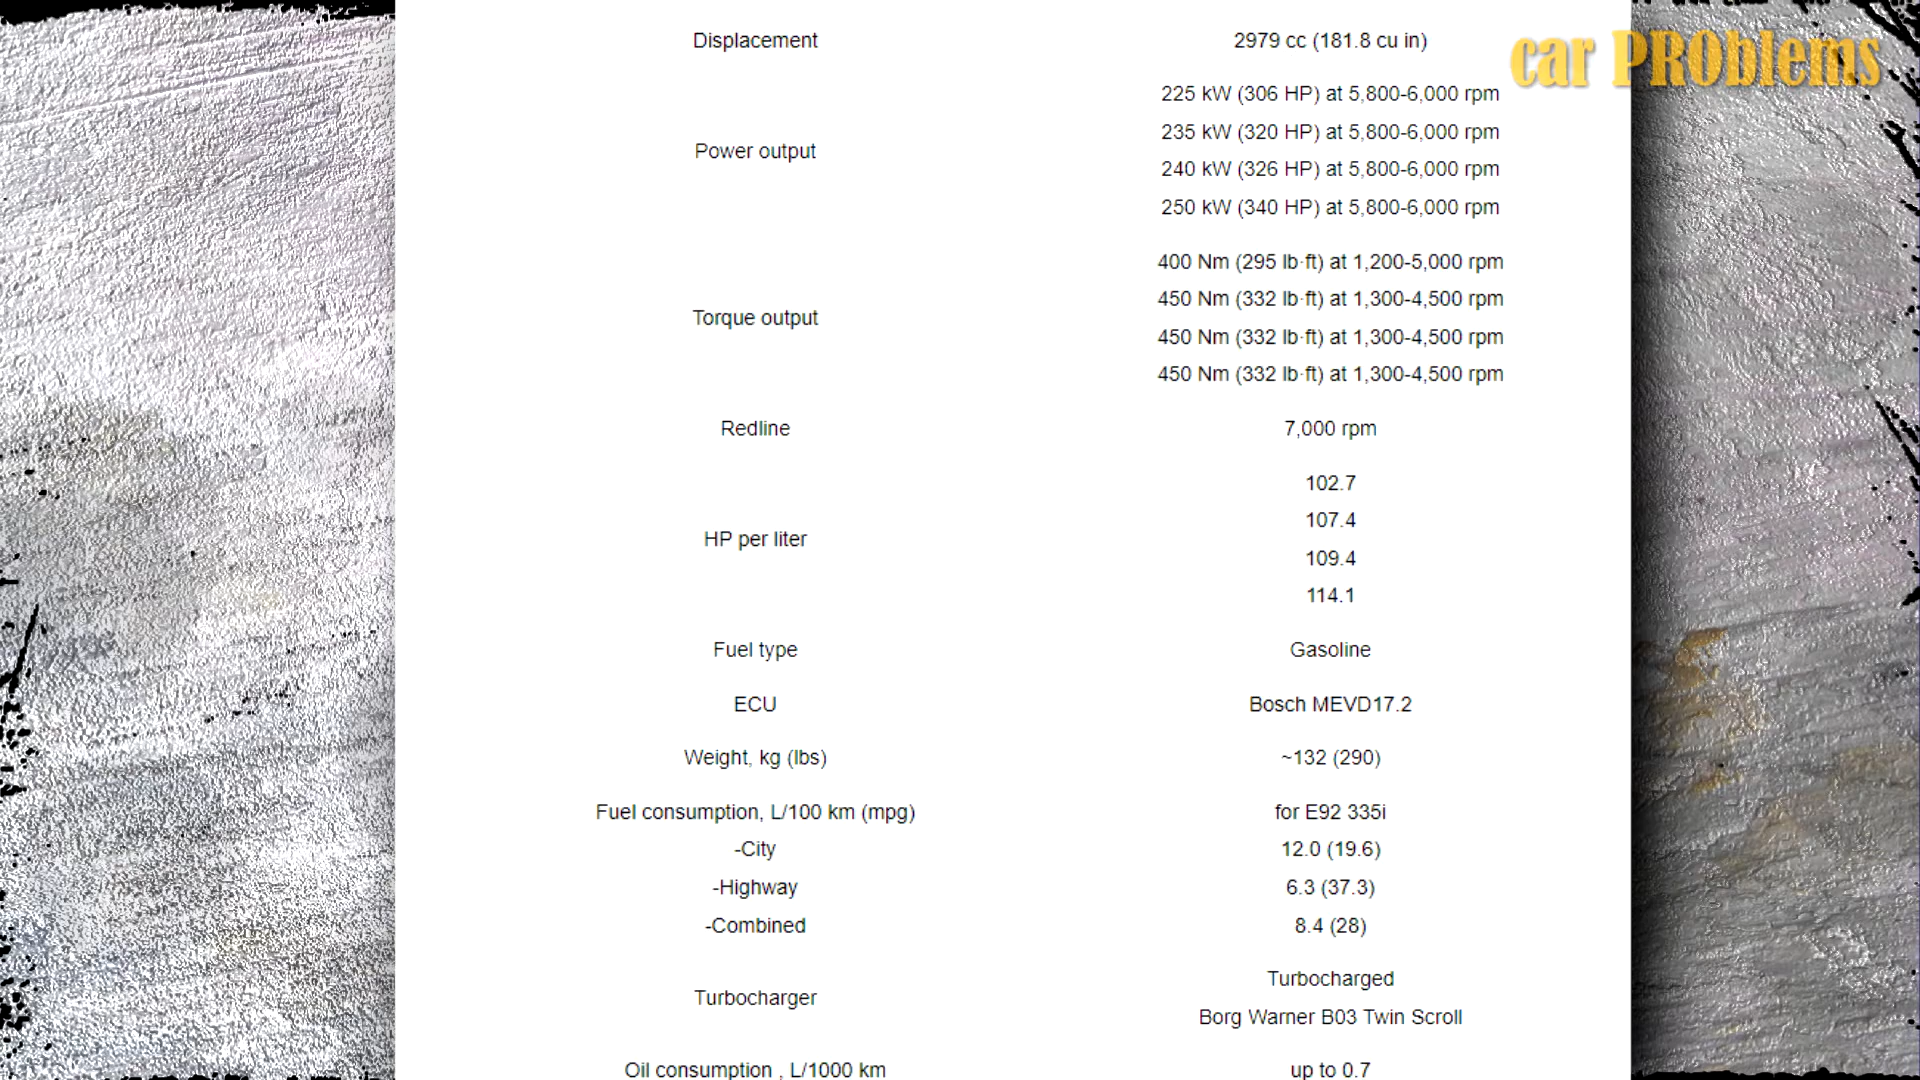 car PROblems
Displacement 2979 cc (181.8 cu in)
Power output
225 kW (306 HP) at 5,800-6,000 rpm
235 kW (320 HP) at 5,800-6,000 rpm
240 kW (326 HP) at 5,800-6,000 rpm
250 kW (340 HP) at 5,800-6,000 rpm
Torque output
400 Nm (295 lb·ft) at 1,200-5,000 rpm
450 Nm (332 lb·ft) at 1,300-4,500 rpm
450 Nm (332 lb·ft) at 1,300-4,500 rpm
450 Nm (332 lb·ft) at 1,300-4,500 rpm
Redline 7,000 rpm
HP per liter
102.7
107.4
109.4
114.1
Fuel type Gasoline
ECU Bosch MEVD17.2
Weight, kg (lbs) ~132 (290)
Fuel consumption, L/100 km (mpg) for E92 335i
-City 12.0 (19.6)
-Highway 6.3 (37.3)
-Combined 8.4 (28)
Turbocharger
Turbocharged
Borg Warner B03 Twin Scroll
Oil consumption , L/1000 km up to 0.7